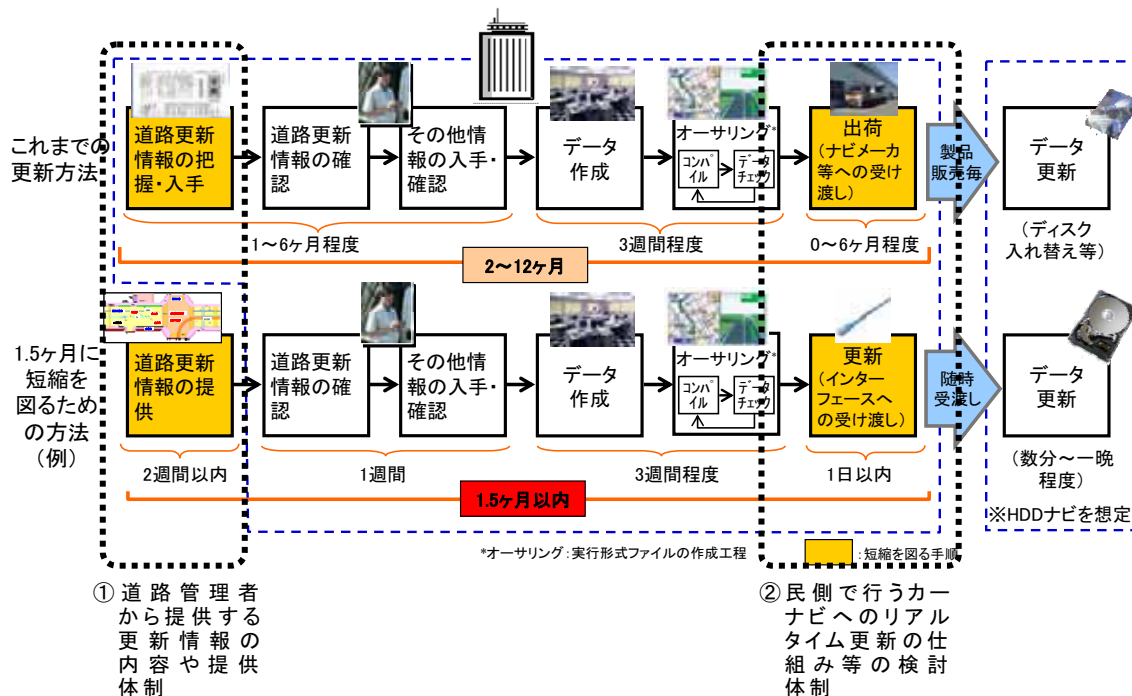 これまでの
更新方法
道路更新
情報の把
握・入手
道路更新
情報の確
認
その他情
報の入手・
確認
データ
作成
オーサリング*
コンパ
イル
データ
チェック
出荷
(ナビメーカ
等への受け
渡し)
製品
販売毎
データ
更新
(ディスク
入れ替え等)
1～6ヶ月程度
3週間程度
0～6ヶ月程度
2～12ヶ月
1.5ヶ月に
短縮を
図るため
の方法
(例)
道路更新
情報の提
供
道路更新
情報の確
認
その他情
報の入手・
確認
データ
作成
オーサリング*
コンパ
イル
データ
チェック
更新
(インター
フェースへ
の受け渡し)
随時
受渡し
データ
更新
(数分～一晩
程度)
※HDDナビを想定
2週間以内
1週間
3週間程度
1日以内
1.5ヶ月以内
*オーサリング：実行形式ファイルの作成工程
：短縮を図る手順
①道路管理者
から提供する
更新情報の
内容や提供
体制
②民側で行うカー
ナビへのリアル
タイム更新の仕
組み等の検討
体制